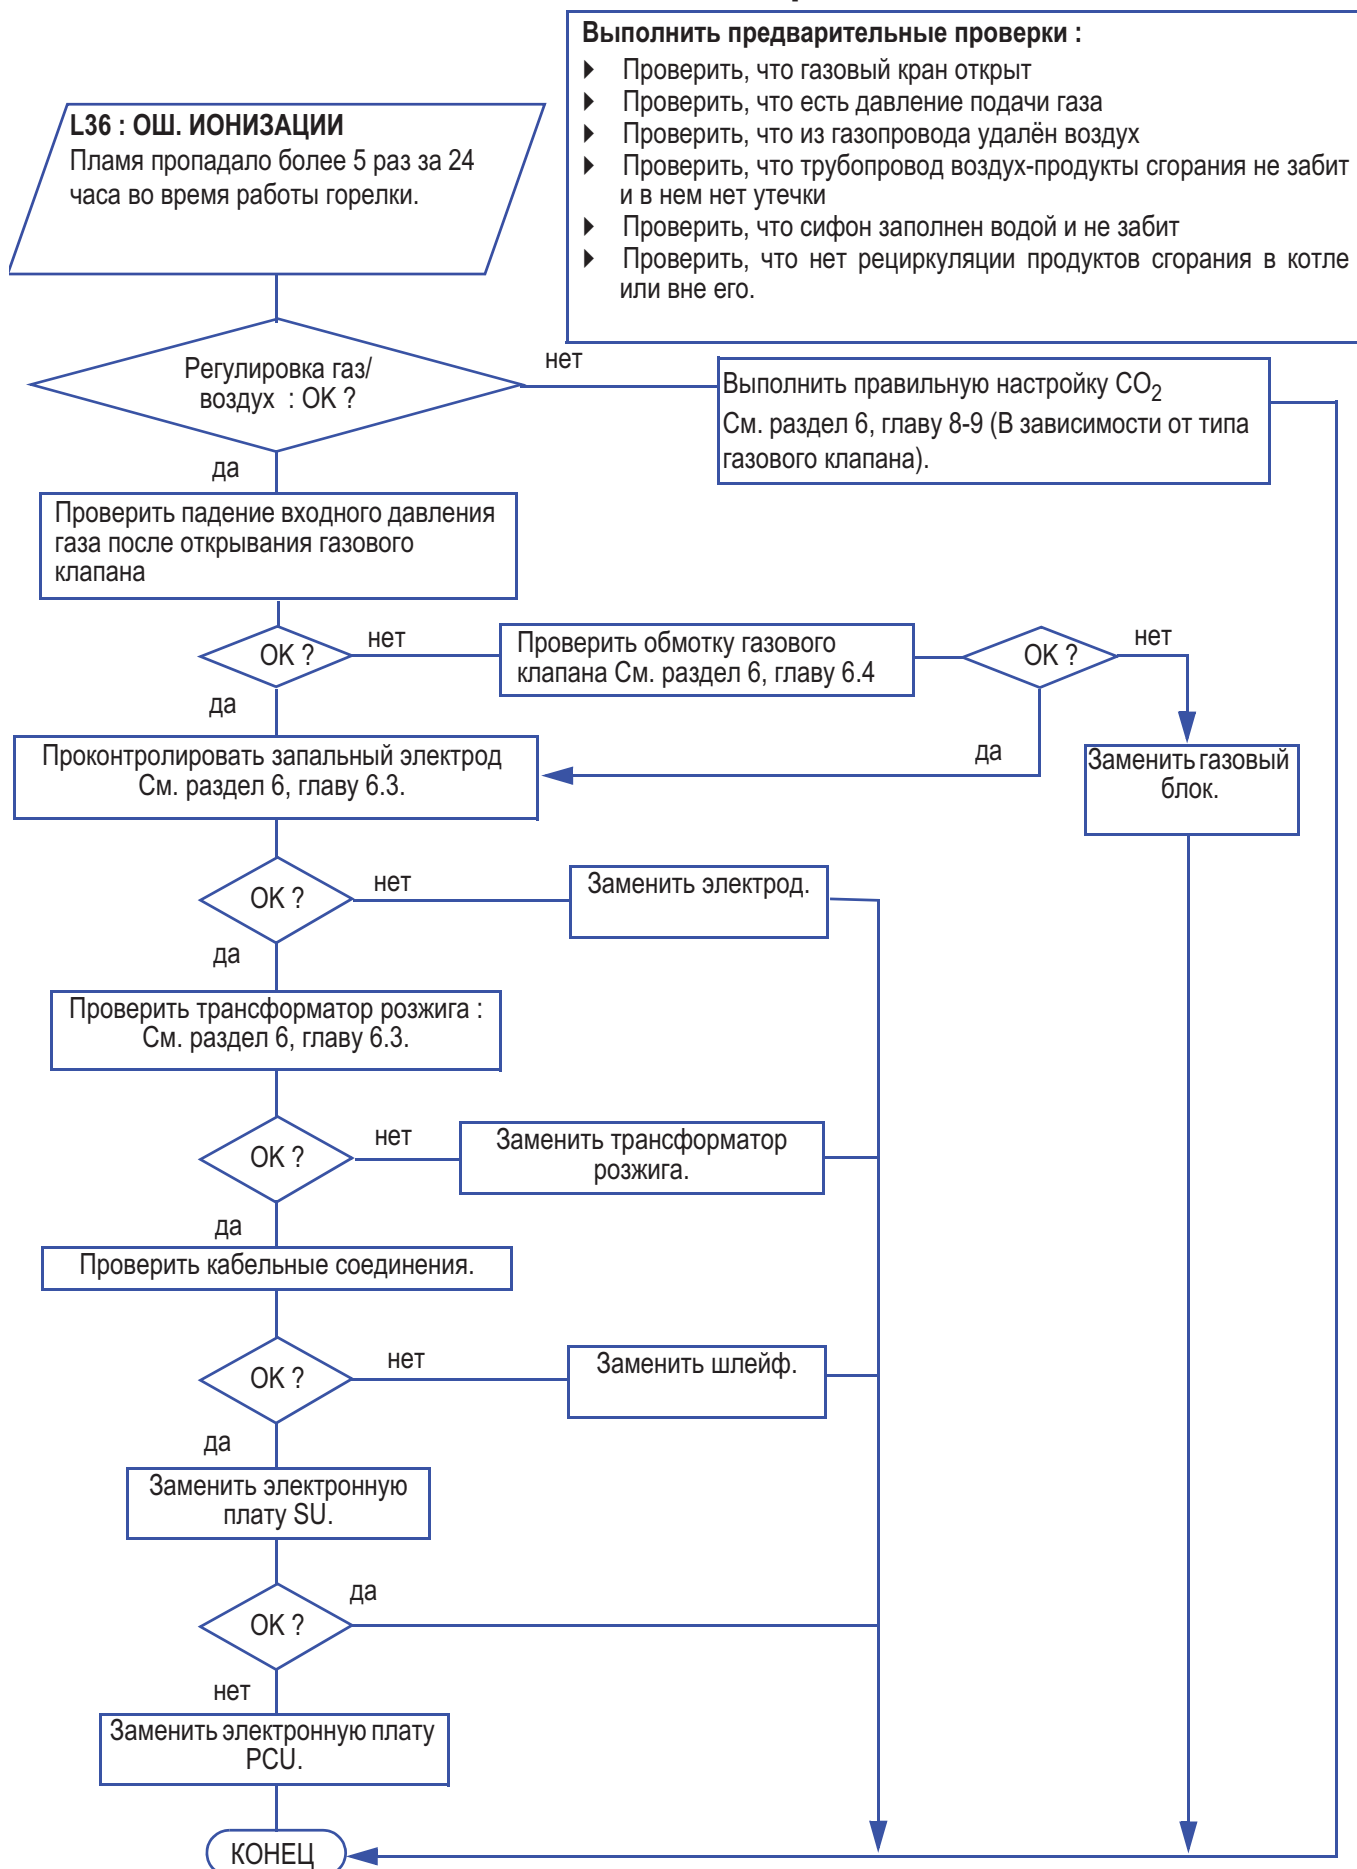 Выполнить предварительные проверки :
Проверить, что газовый кран открыт
Проверить, что есть давление подачи газа
Проверить, что из газопровода удалён воздух
Проверить, что трубопровод воздух-продукты сгорания не забит
и в нем нет утечки
Проверить, что сифон заполнен водой и не забит
Проверить, что нет рециркуляции продуктов сгорания в котле
или вне его.
L36 : ОШ. ИОНИЗАЦИИ
Пламя пропадало более 5 раз за 24
часа во время работы горелки.
Регулировка газ/
воздух : OK ?
нет
Выполнить правильную настройку CO2
См. раздел 6, главу 8-9 (В зависимости от типа
газового клапана).
да
Проверить падение входного давления
газа после открывания газового
клапана
OK ?
нет
Проверить обмотку газового
клапана См. раздел 6, главу 6.4
OK ?
нет
да
да
Заменить газовый
блок.
Проконтролировать запальный электрод
См. раздел 6, главу 6.3.
OK ?
нет
Заменить электрод.
да
Проверить трансформатор розжига :
См. раздел 6, главу 6.3.
OK ?
нет
Заменить трансформатор
розжига.
да
Проверить кабельные соединения.
OK ?
нет
Заменить шлейф.
да
Заменить электронную
плату SU.
OK ?
да
нет
Заменить электронную плату
PCU.
КОНЕЦ